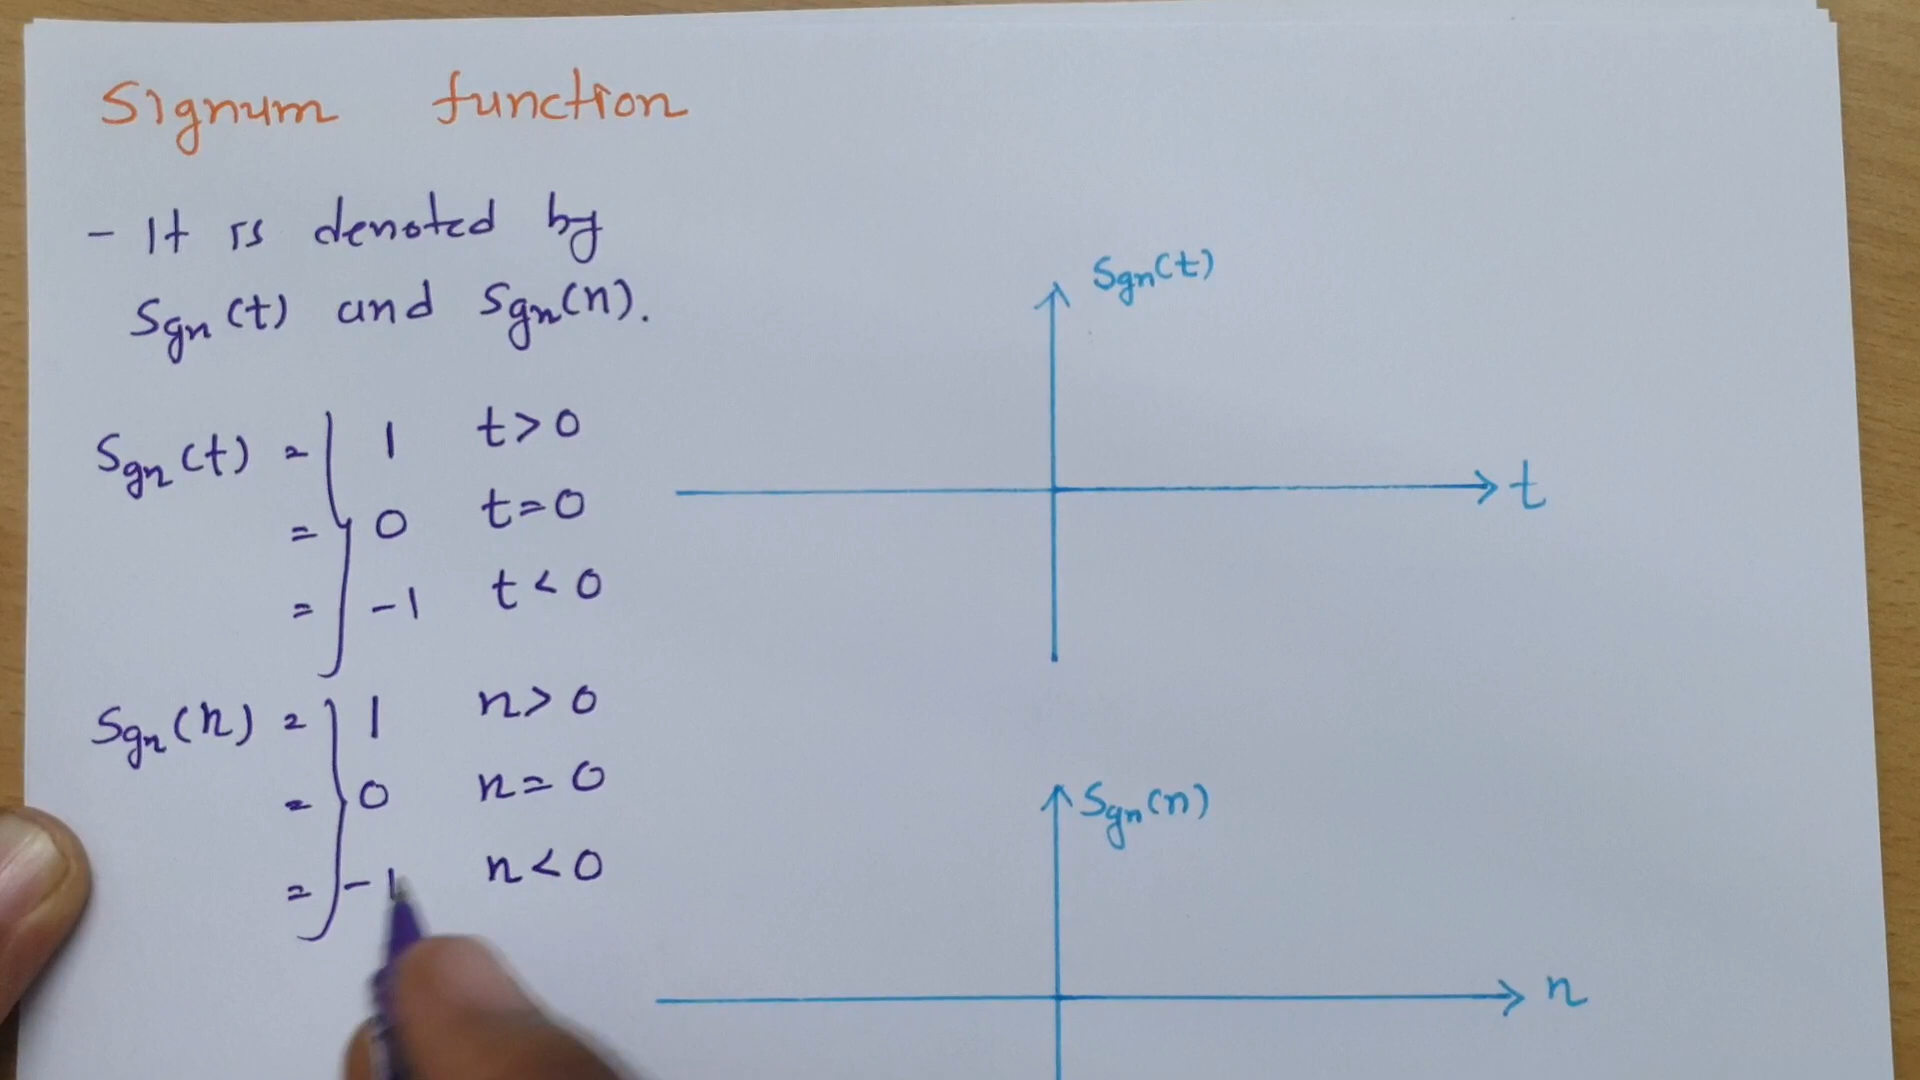 Signum function
- It is denoted by
Sgn(t) and Sgn(n).
Sgn(t) = 1 t>0
= 0 t=0
= -1 t<0
Sgn(n) = 1 n>0
= 0 n=0
= -1 n<0
Sgn(t)
t
Sgn(n)
n